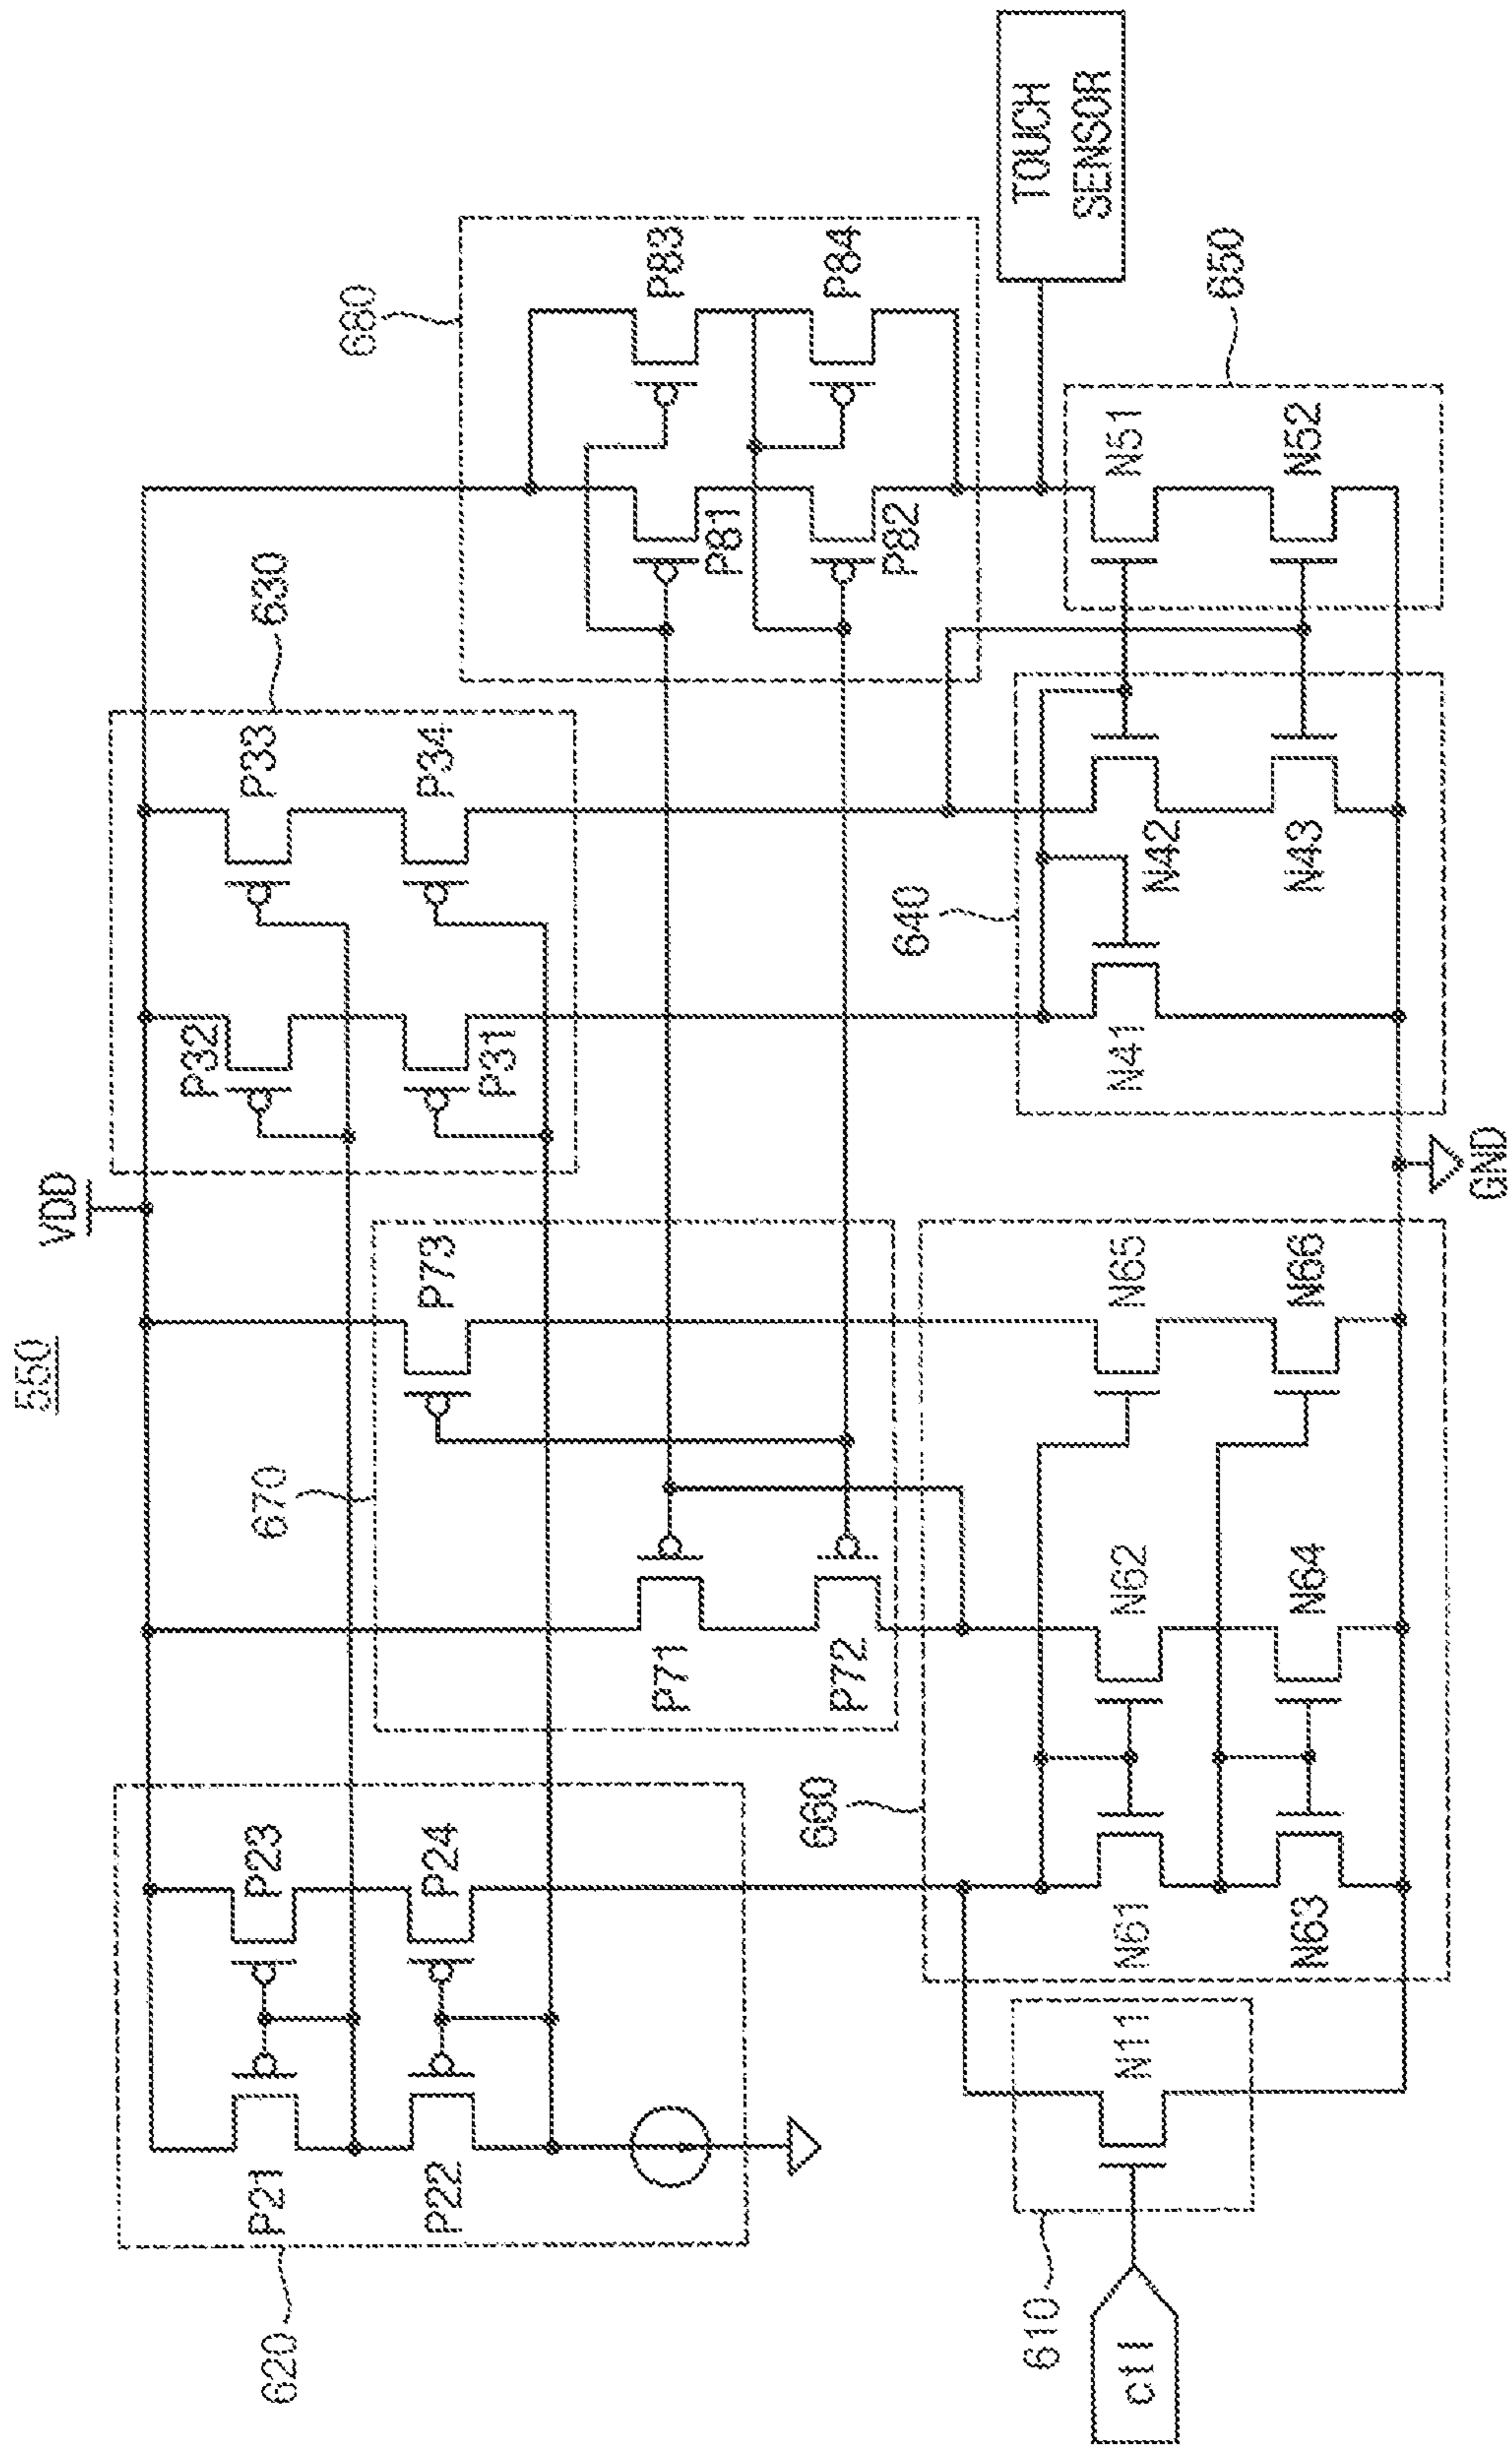 550
VDD
620
P21
P22
P23
P24
670
P71
P72
P73
630
P32
P31
P33
P34
680
P81
P82
P83
P84
TOUCH
SENSOR
610
ctl
N11
660
N61
N63
N62
N64
N65
N66
GND
640
N41
N42
N43
650
N51
N52